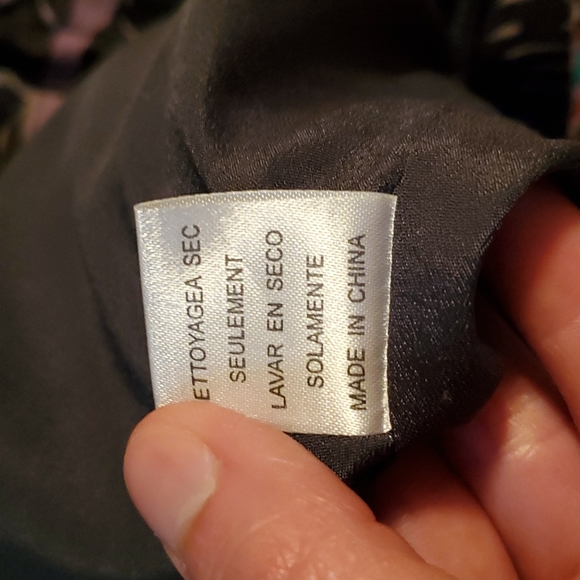 ETTOYAGEA SEC
SEULEMENT
LAVAR EN SECO
SOLAMENTE
MADE IN CHINA